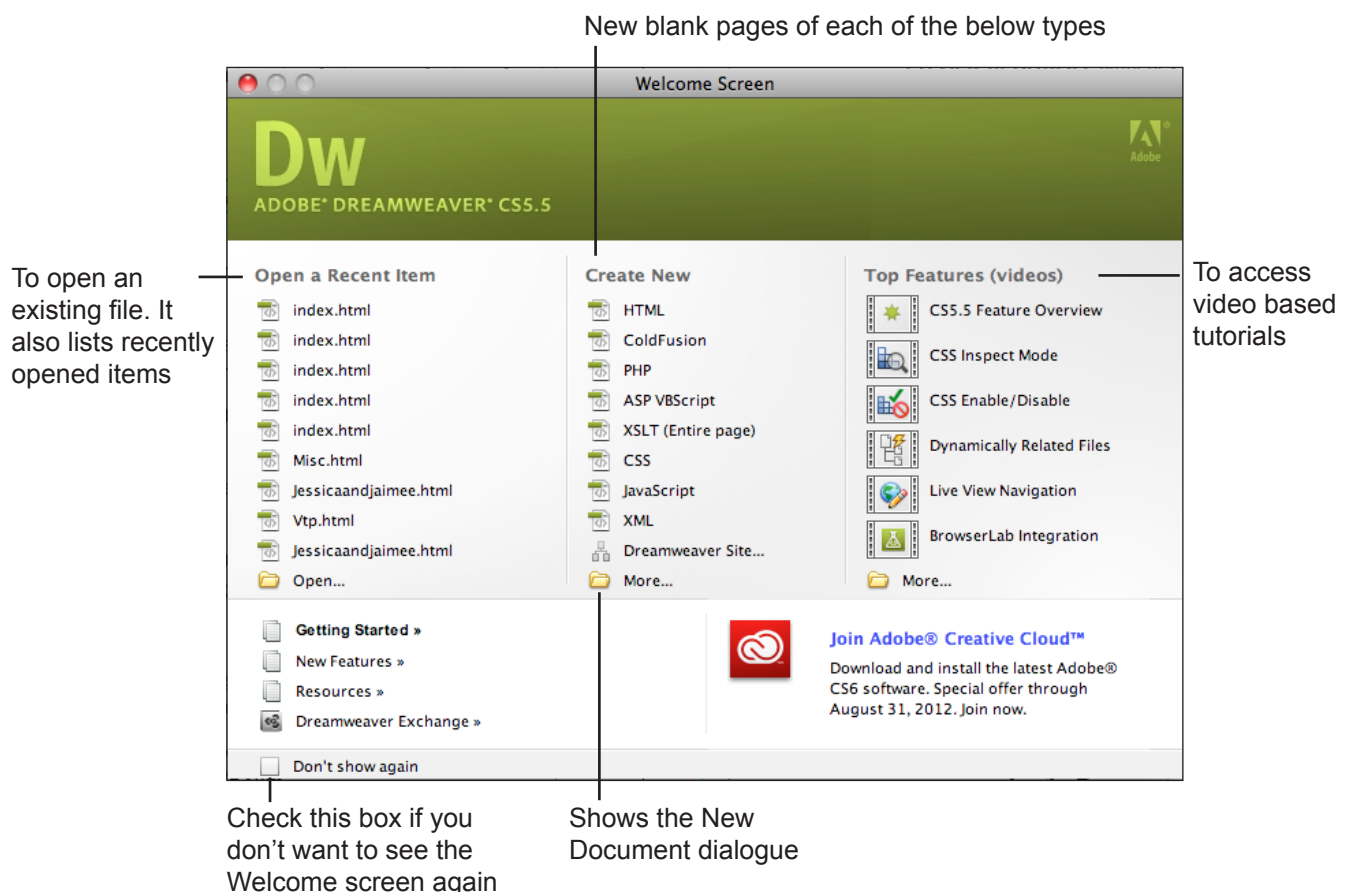 New blank pages of each of the below types
Welcome Screen
Dw
ADOBE® DREAMWEAVER® CS5.5
Adobe®
To open an
existing file. It
also lists recently
opened items
Open a Recent Item
index.html
index.html
index.html
index.html
index.html
Misc.html
Jessicaandjaimee.html
Vtp.html
Jessicaandjaimee.html
Open...
Create New
HTML
ColdFusion
PHP
ASP VBScript
XSLT (Entire page)
CSS
JavaScript
XML
Dreamweaver Site...
More...
Top Features (videos)
CS5.5 Feature Overview
CSS Inspect Mode
CSS Enable/Disable
Dynamically Related Files
Live View Navigation
BrowserLab Integration
More...
To access
video based
tutorials
Getting Started »
New Features »
Resources »
Dreamweaver Exchange »
Join Adobe® Creative Cloud™
Download and install the latest Adobe®
CS6 software. Special offer through
August 31, 2012. Join now.
Don't show again
Check this box if you
don’t want to see the
Welcome screen again
Shows the New
Document dialogue